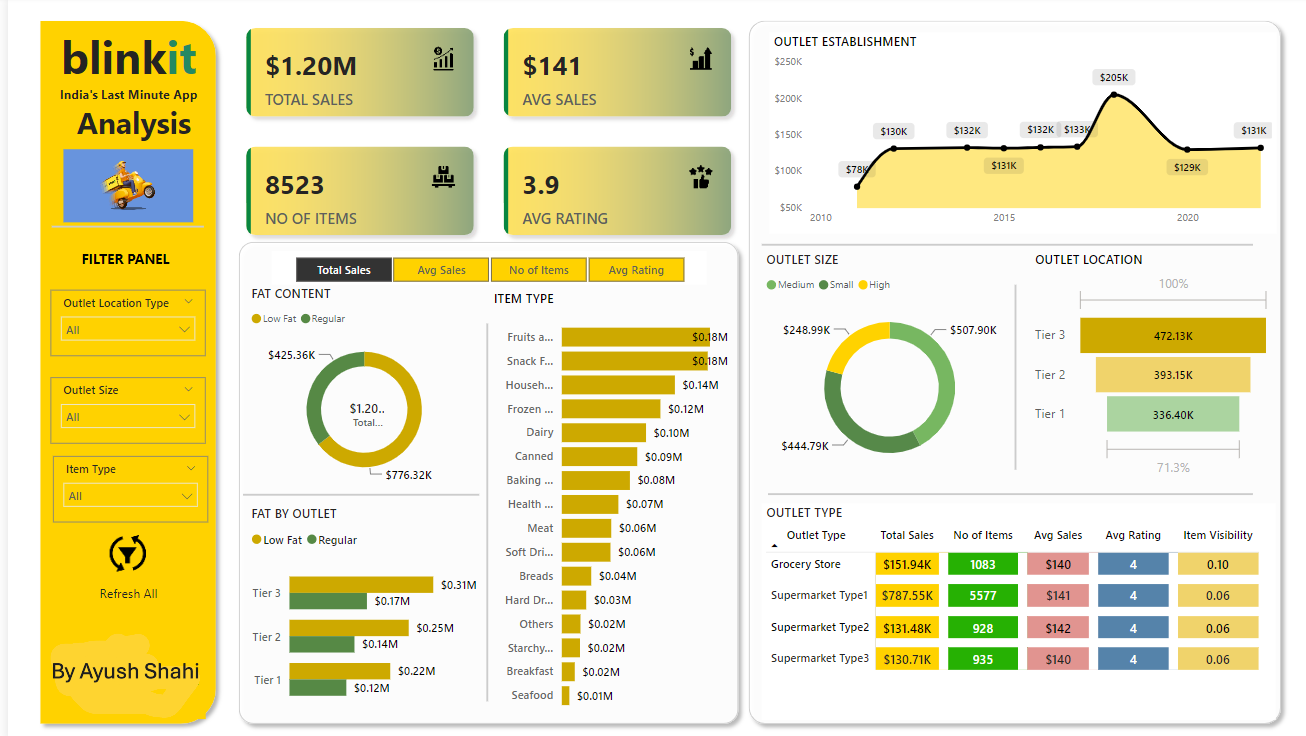 blinkit
India's Last Minute App
Analysis
FILTER PANEL
Outlet Location Type
All
Outlet Size
All
Item Type
All
Refresh All
By Ayush Shahi
$1.20M
TOTAL SALES
$141
AVG SALES
8523
NO OF ITEMS
3.9
AVG RATING
Total Sales Avg Sales No of Items Avg Rating
FAT CONTENT
Low Fat Regular
$425.36K
$1.20..
Total...
$776.32K
FAT BY OUTLET
Low Fat Regular
Tier 3 $0.31M
$0.17M
Tier 2 $0.25M
$0.14M
Tier 1 $0.22M
$0.12M
ITEM TYPE
Fruits a... $0.18M
Snack F... $0.18M
Househ... $0.14M
Frozen ... $0.12M
Dairy $0.10M
Canned $0.09M
Baking ... $0.08M
Health ... $0.07M
Meat $0.06M
Soft Dri... $0.06M
Breads $0.04M
Hard Dr... $0.03M
Others $0.02M
Starchy... $0.02M
Breakfast $0.02M
Seafood $0.01M
OUTLET ESTABLISHMENT
$250K
$200K
$150K
$100K
$50K
$78K
$130K
$132K
$131K
$132K
$133K
$205K
$129K
$131K
2010 2015 2020
OUTLET SIZE
Medium Small High
$248.99K
$507.90K
$444.79K
OUTLET LOCATION
100%
Tier 3 472.13K
Tier 2 393.15K
Tier 1 336.40K
71.3%
OUTLET TYPE
Outlet Type Total Sales No of Items Avg Sales Avg Rating Item Visibility
Grocery Store $151.94K 1083 $140 4 0.10
Supermarket Type1 $787.55K 5577 $141 4 0.06
Supermarket Type2 $131.48K 928 $142 4 0.06
Supermarket Type3 $130.71K 935 $140 4 0.06